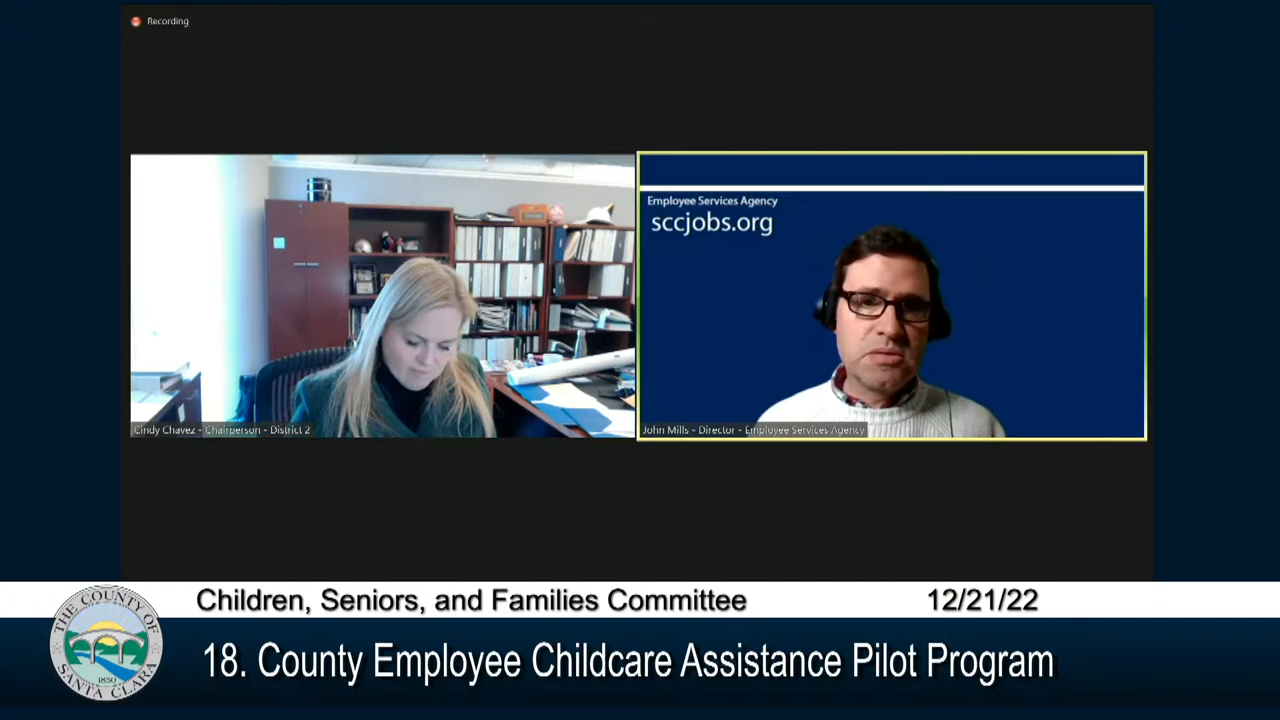 Recording
Employee Services Agency
sccjobs.org
Cindy Chavez - Chairperson - District 2
John Mills - Director - Employee Services Agency
THE COUNTY OF
SANTA CLARA
1850
Children, Seniors, and Families Committee
12/21/22
18. County Employee Childcare Assistance Pilot Program